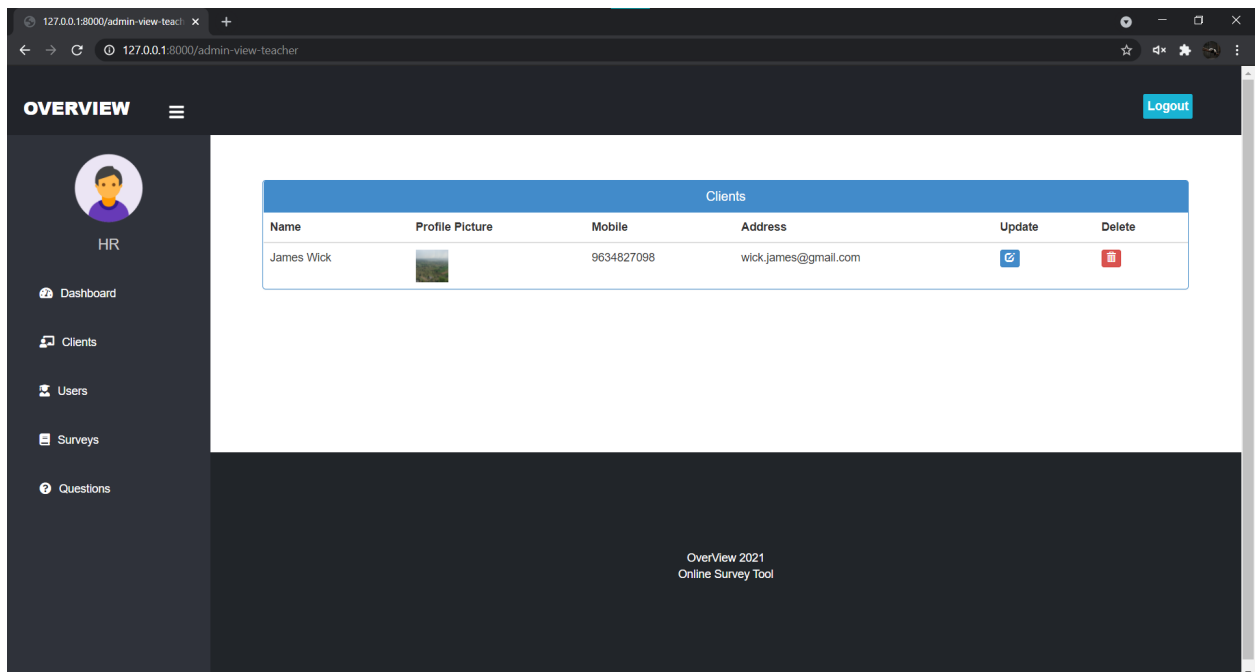 127.0.0.1:8000/admin-view-teach
127.0.0.1:8000/admin-view-teacher
OVERVIEW
Logout
HR
Dashboard
Clients
Users
Surveys
Questions
Clients
Name Profile Picture Mobile Address Update Delete
James Wick 9634827098 wick.james@gmail.com
OverView 2021
Online Survey Tool